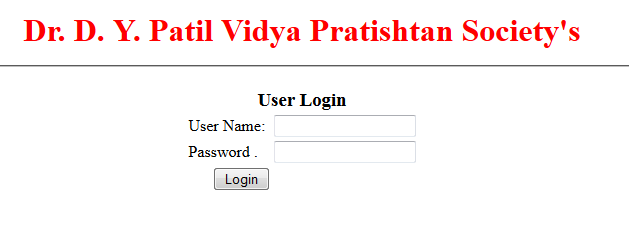 Dr. D. Y. Patil Vidya Pratishtan Society's
User Login
User Name:
Password .
Login